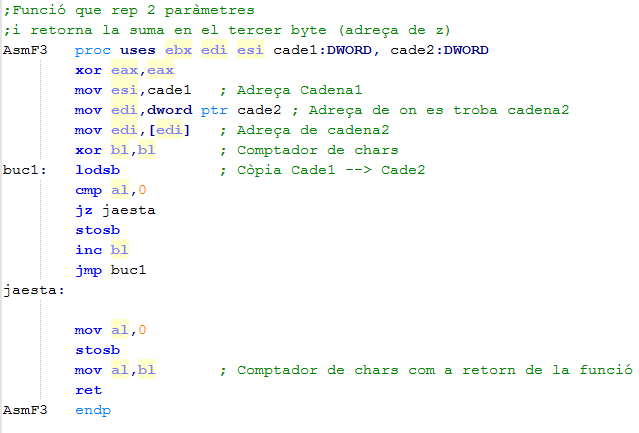 ;Funció que rep 2 paràmetres
;i retorna la suma en el tercer byte (adreça de z)
AsmF3 proc uses ebx edi esi cade1:DWORD, cade2:DWORD
xor eax,eax
mov esi,cade1 ; Adreça Cadena1
mov edi,dword ptr cade2 ; Adreça de on es troba cadena2
mov edi,[edi] ; Adreça de cadena2
xor bl,bl ; Comptador de chars
buc1: lodsb ; Còpia Cade1 --> Cade2
cmp al,0
jz jaesta
stosb
inc bl
jmp buc1
jaesta:
mov al,0
stosb
mov al,bl ; Comptador de chars com a retorn de la funció
ret
AsmF3 endp